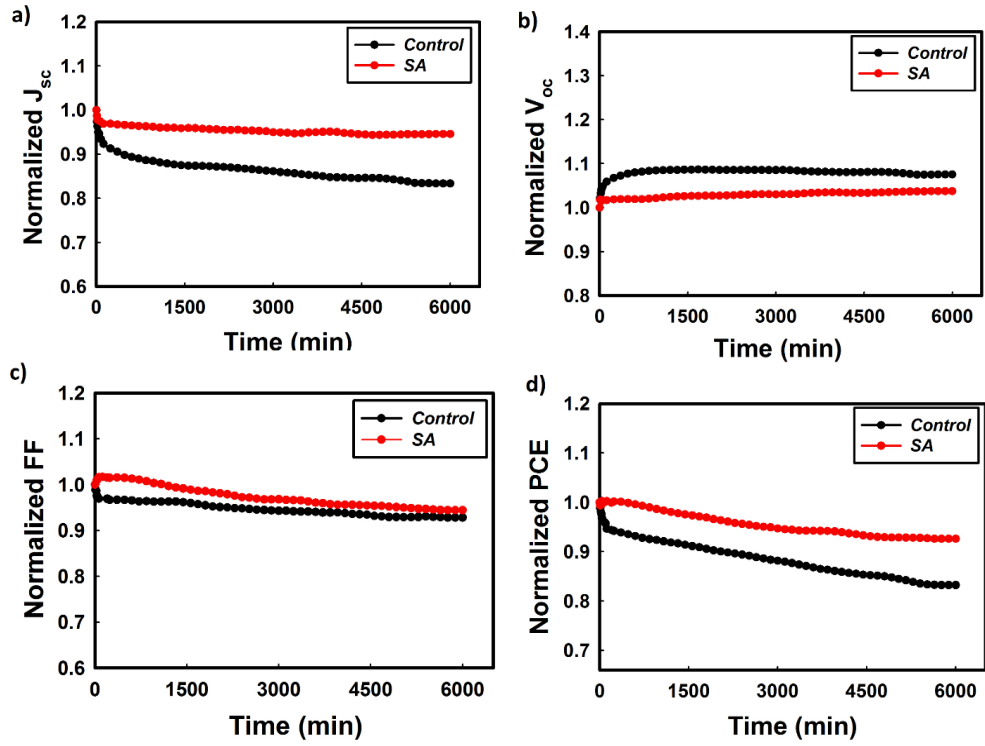 a)
Normalized Jsc
1.2
1.1
1.0
0.9
0.8
0.7
0.6
Control
SA
0 1500 3000 4500 6000
Time (min)
b)
Normalized Voc
1.4
1.3
1.2
1.1
1.0
0.9
0.8
Control
SA
0 1500 3000 4500 6000
Time (min)
c)
Normalized FF
1.2
1.1
1.0
0.9
0.8
0.7
0.6
Control
SA
0 1500 3000 4500 6000
Time (min)
d)
Normalized PCE
1.2
1.1
1.0
0.9
0.8
0.7
Control
SA
0 1500 3000 4500 6000
Time (min)